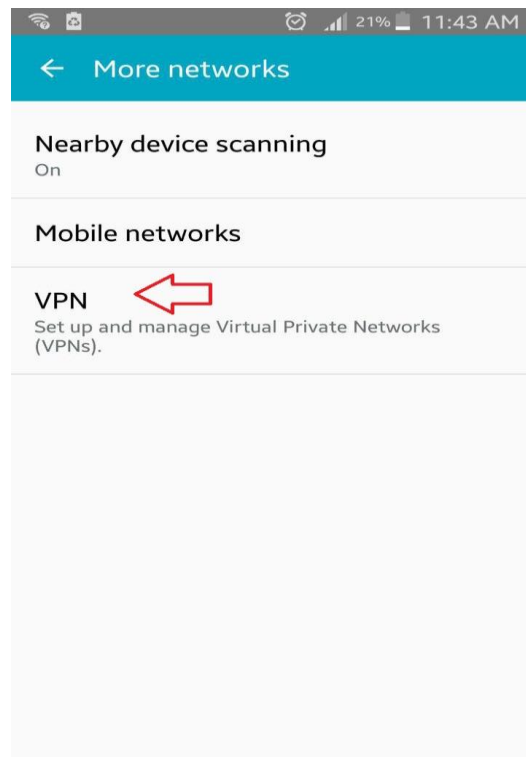 21% 11:43 AM
More networks
Nearby device scanning
On
Mobile networks
VPN
Set up and manage Virtual Private Networks
(VPNs).